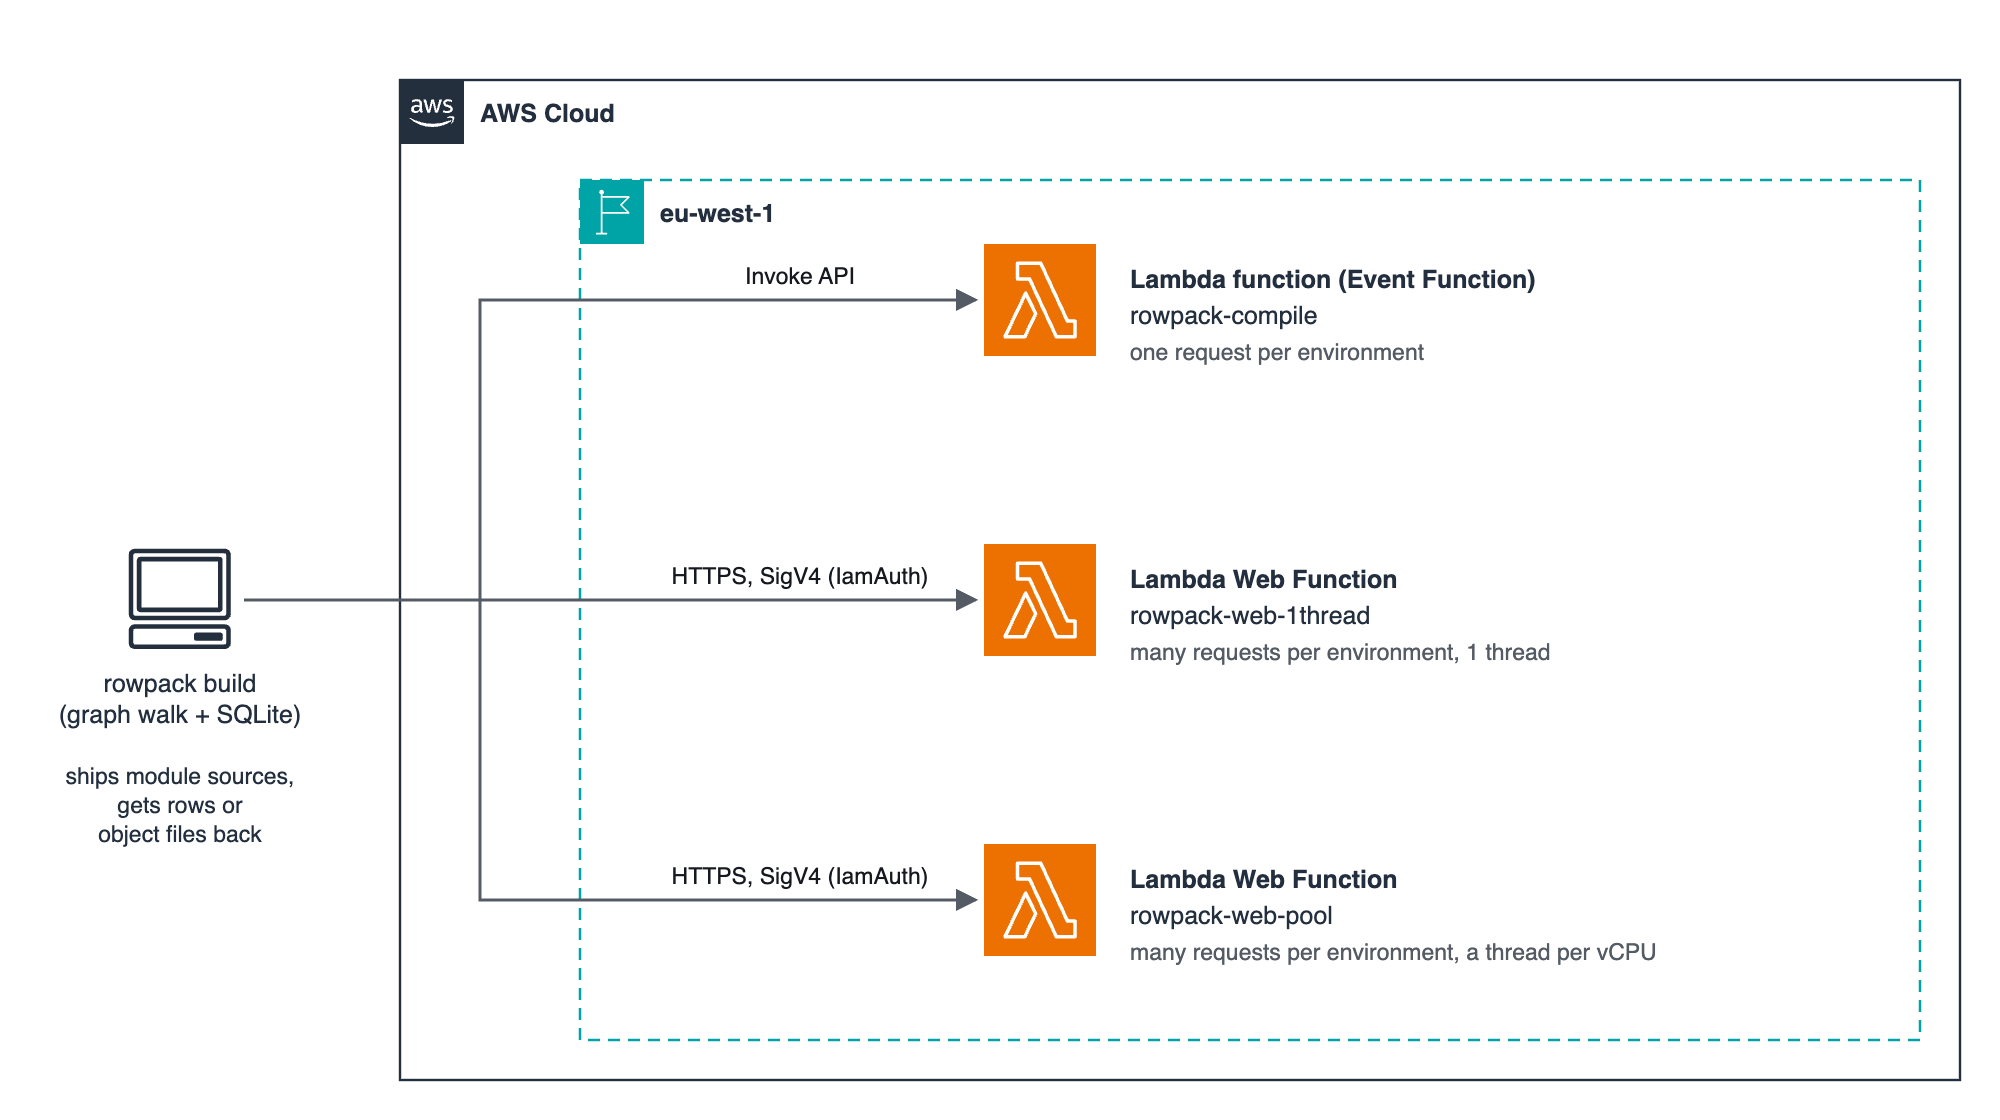 aws
AWS Cloud
eu-west-1
Invoke API
Lambda function (Event Function)
rowpack-compile
one request per environment
HTTPS, SigV4 (IamAuth)
Lambda Web Function
rowpack-web-1thread
many requests per environment, 1 thread
rowpack build
(graph walk + SQLite)
ships module sources,
gets rows or
object files back
HTTPS, SigV4 (IamAuth)
Lambda Web Function
rowpack-web-pool
many requests per environment, a thread per vCPU